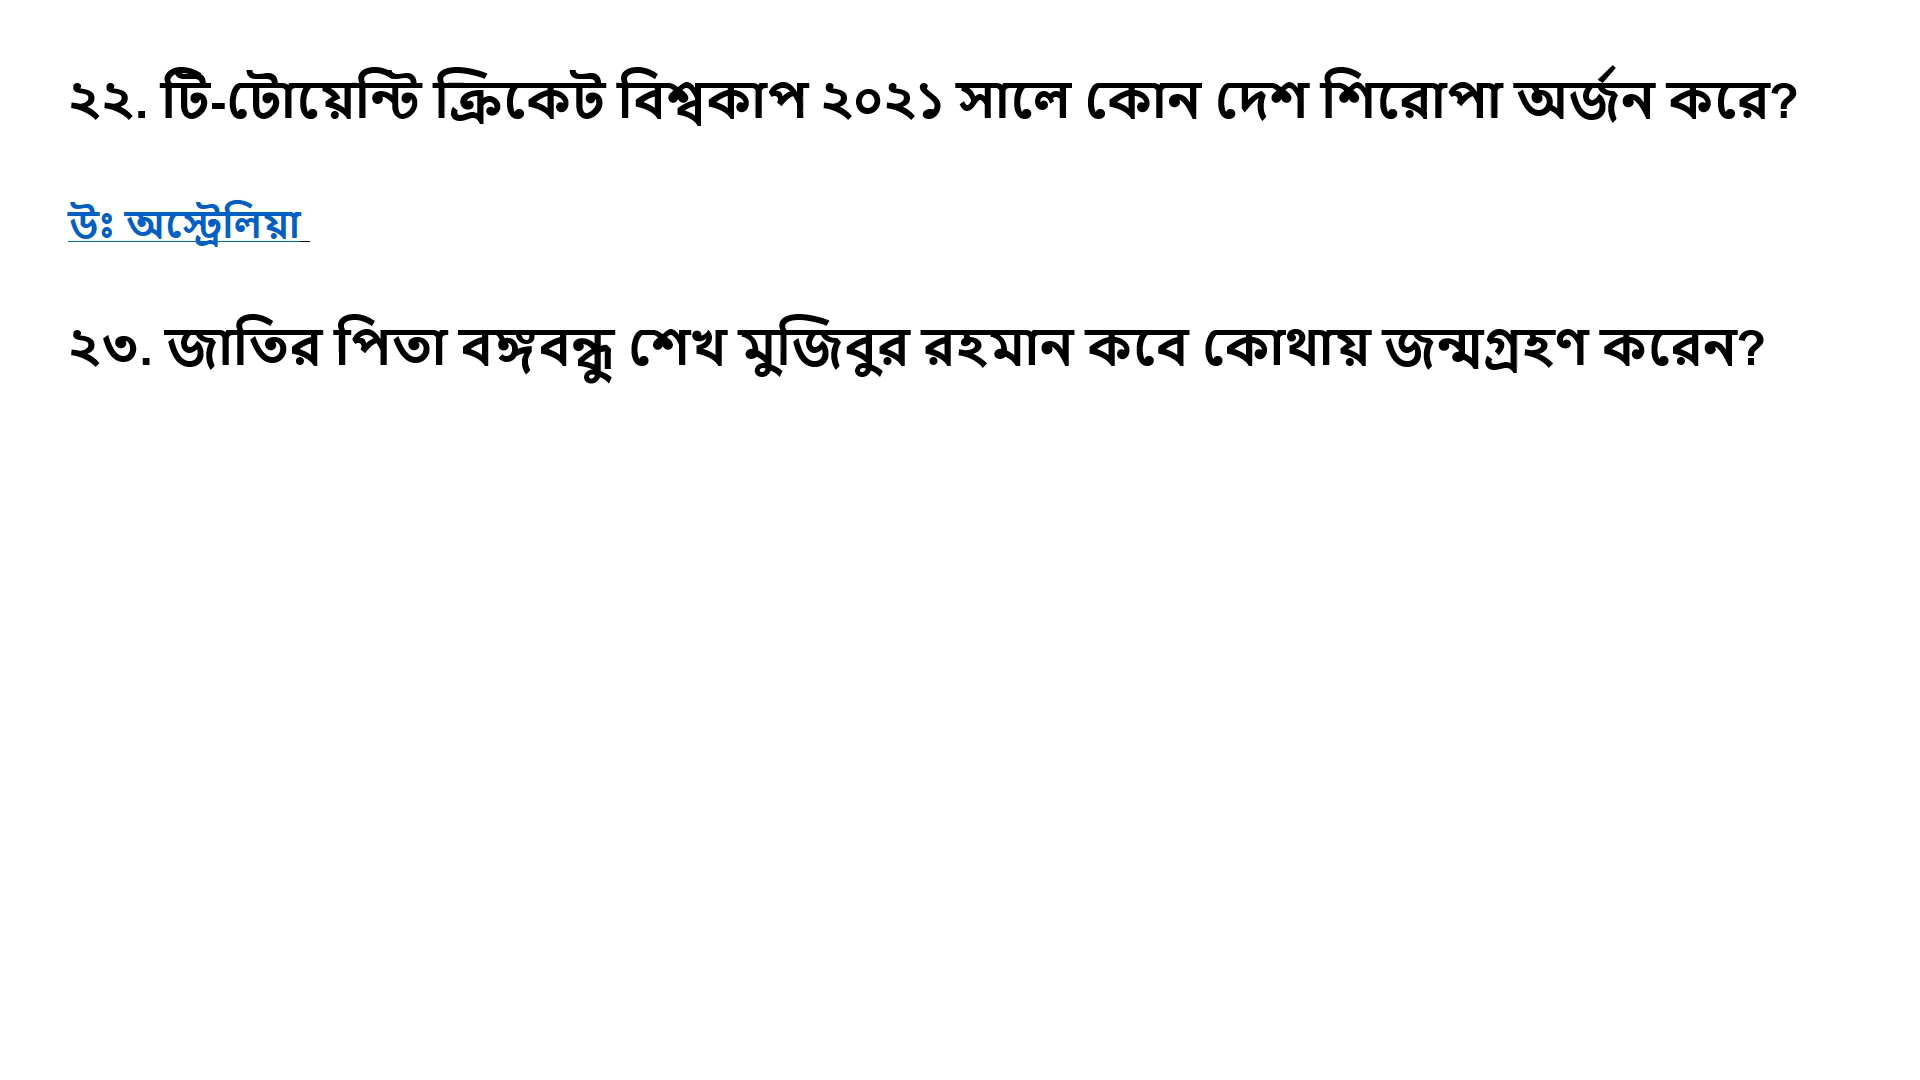 ২২. টি-টোয়েন্টি ক্রিকেট বিশ্বকাপ ২০২১ সালে কোন দেশ শিরোপা অর্জন করে?
উঃ অস্ট্রেলিয়া
২৩. জাতির পিতা বঙ্গবন্ধু শেখ মুজিবুর রহমান কবে কোথায় জন্মগ্রহণ করেন?